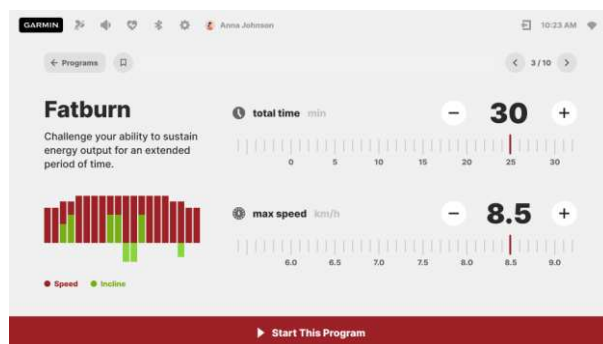 GARMIN
Anna Johnson
10:23 AM
← Programs
3/10
Fatburn
Challenge your ability to sustain
energy output for an extended
period of time.
Speed Incline
total time min
30
0 5 10 15 20 25 30
max speed km/h
8.5
6.0 6.5 7.0 7.5 8.0 8.5 9.0
Start This Program